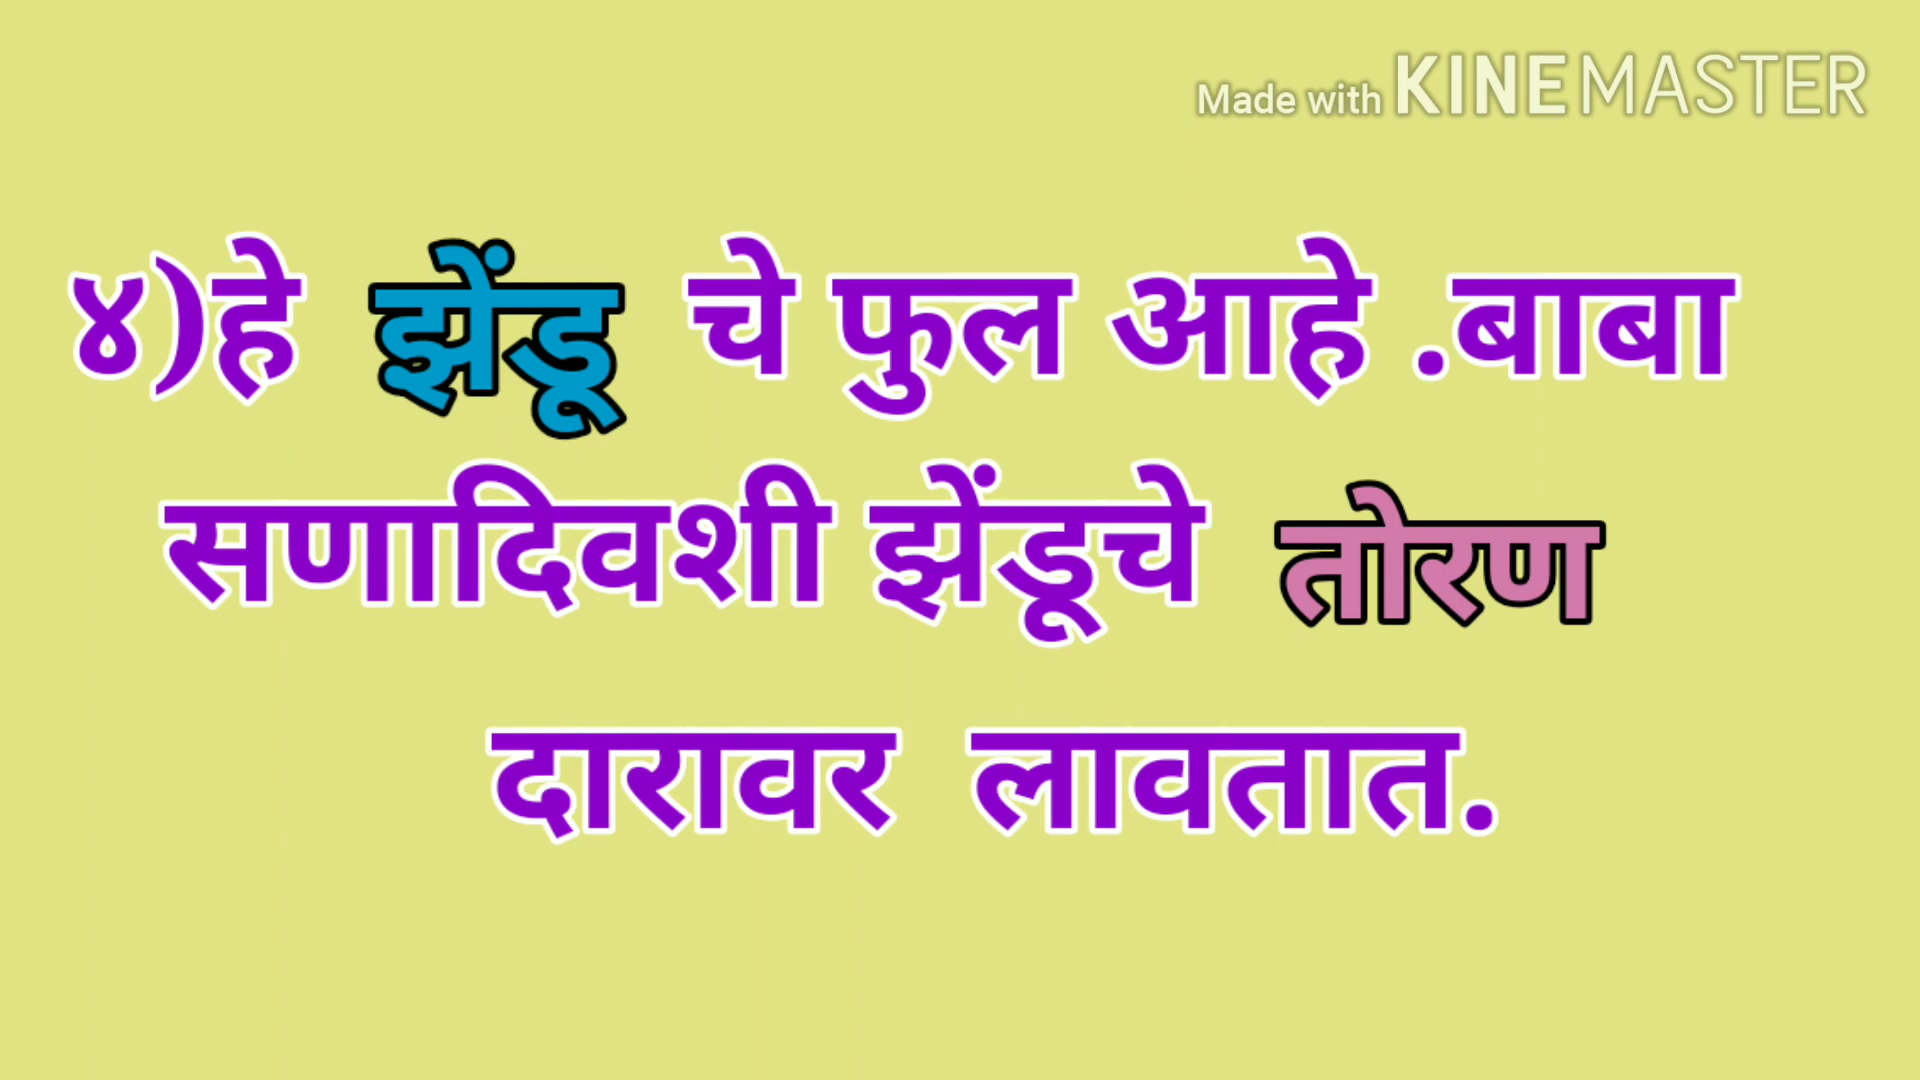 Made with KINEMASTER
४)हे झेंडू चे फुल आहे .बाबा
सणादिवशी झेंडूचे तोरण
दारावर लावतात.